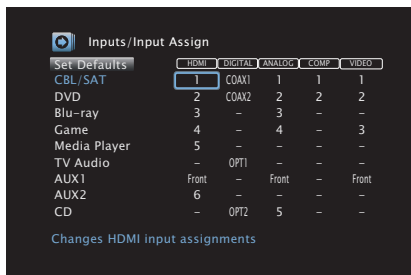 Inputs/Input Assign
Set Defaults HDMI DIGITAL ANALOG COMP VIDEO
CBL/SAT 1 COAX1 1 1 1
DVD 2 COAX2 2 2 2
Blu-ray 3 – 3 – –
Game 4 – 4 – 3
Media Player 5 – – – –
TV Audio – OPT1 – – –
AUX1 Front – Front – Front
AUX2 6 – – – –
CD – OPT2 5 – –
Changes HDMI input assignments